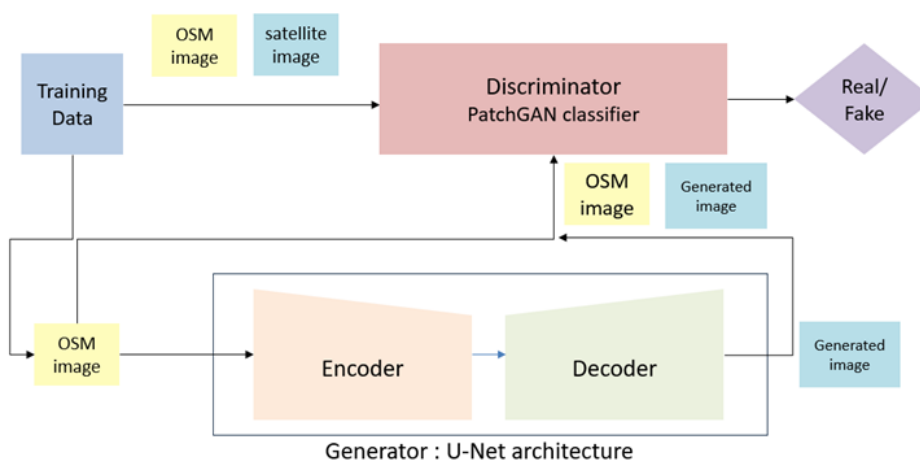 OSM
image
satellite
image
Training
Data
Discriminator
PatchGAN classifier
Real/
Fake
OSM
image
Generated
image
OSM
image
Encoder
Decoder
Generated
image
Generator : U-Net architecture